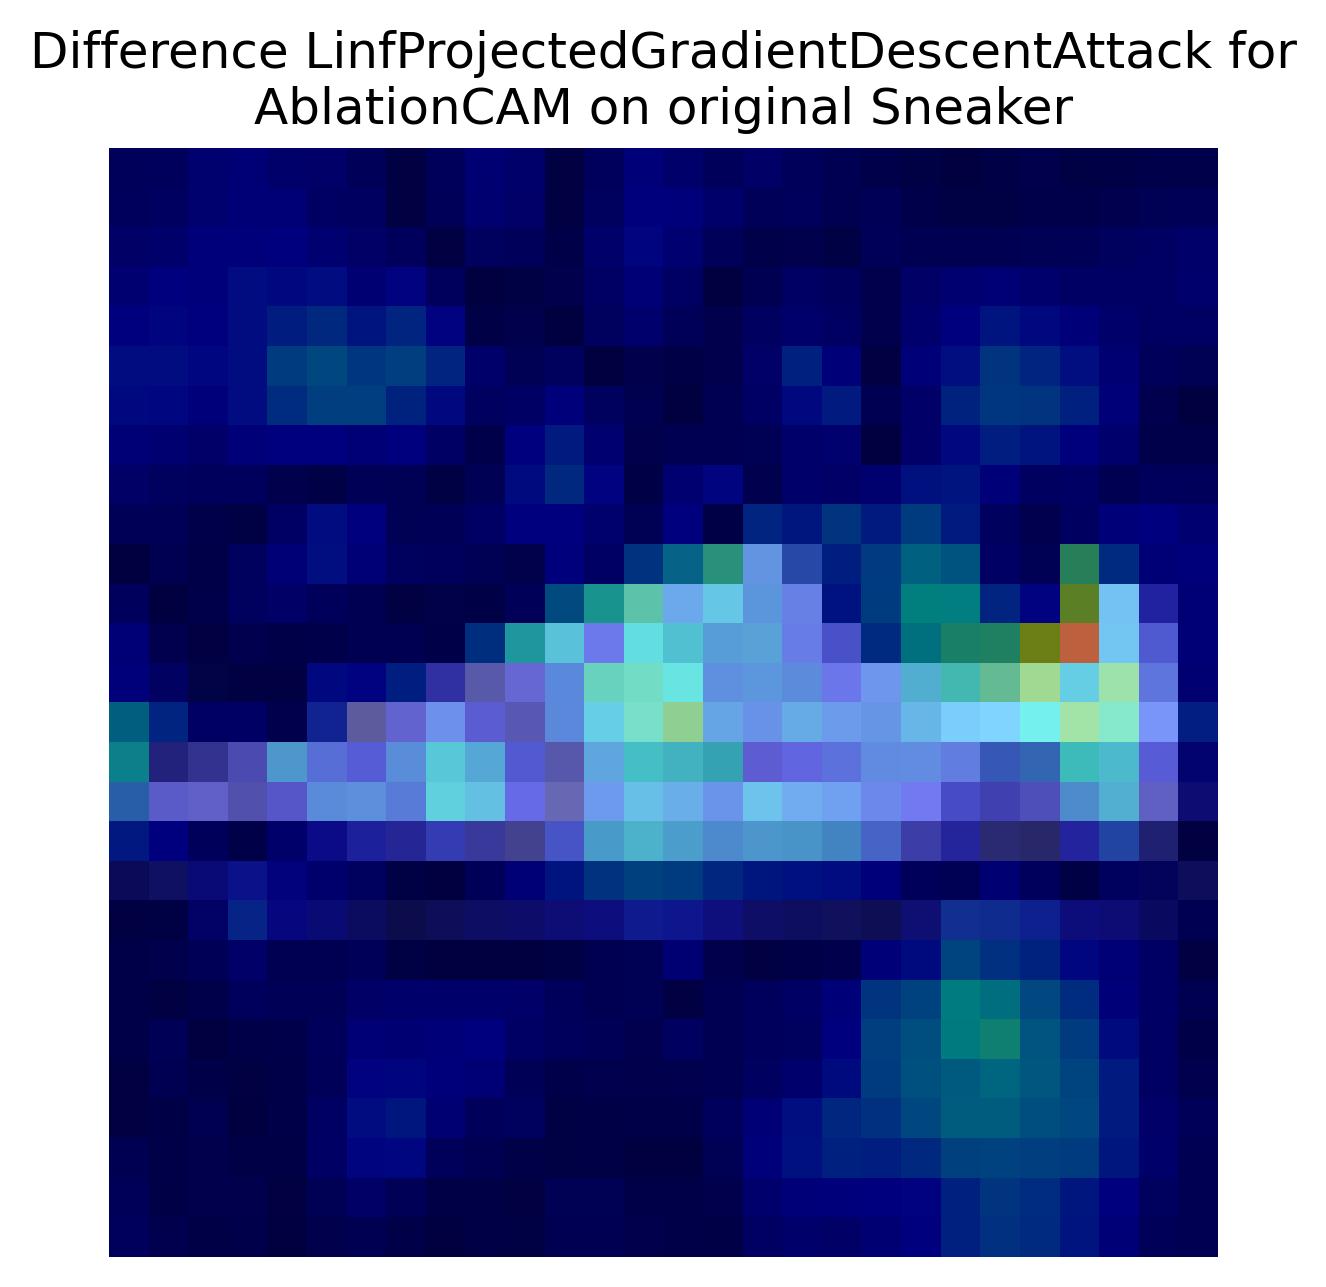 Difference LinfProjectedGradientDescentAttack for
AblationCAM on original Sneaker